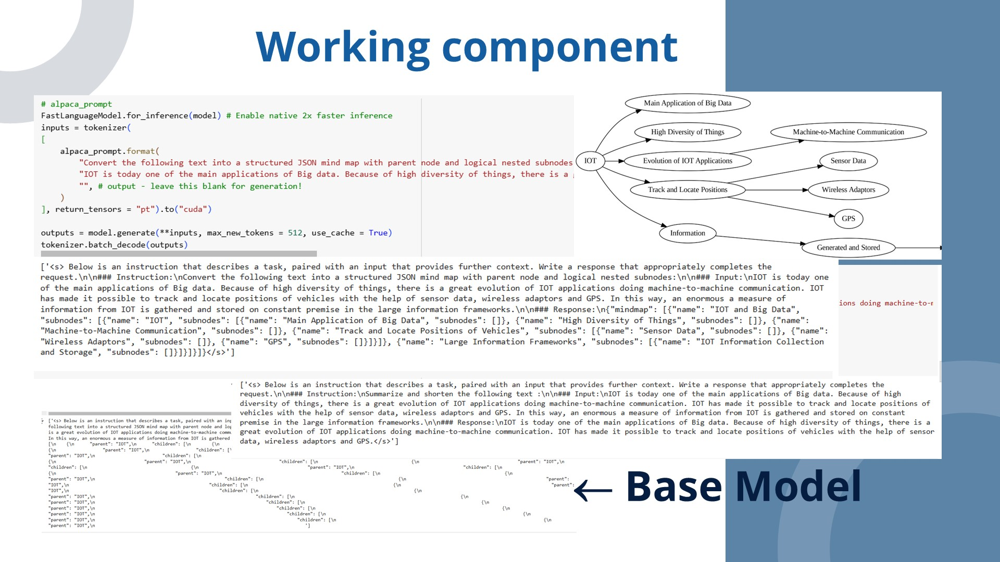 Working component
# alpaca_prompt
FastLanguageModel.for_inference(model) # Enable native 2x faster inference
inputs = tokenizer(
[
    alpaca_prompt.format(
        "Convert the following text into a structured JSON mind map with parent node and logical nested subnodes
        "IOT is today one of the main applications of Big data. Because of high diversity of things, there is a
        "", # output - leave this blank for generation!
    )
], return_tensors = "pt").to("cuda")
outputs = model.generate(**inputs, max_new_tokens = 512, use_cache = True)
tokenizer.batch_decode(outputs)
Main Application of Big Data
High Diversity of Things
Machine-to-Machine Communication
IOT
Evolution of IOT Applications
Sensor Data
Track and Locate Positions
Wireless Adaptors
GPS
Information
Generated and Stored
['<s> Below is an instruction that describes a task, paired with an input that provides further context. Write a response that appropriately completes the
request.\n\n### Instruction:\nConvert the following text into a structured JSON mind map with parent node and logical nested subnodes:\n\n### Input:\nIOT is today one
of the main applications of Big data. Because of high diversity of things, there is a great evolution of IOT applications doing machine-to-machine communication. IOT
has made it possible to track and locate positions of vehicles with the help of sensor data, wireless adaptors and GPS. In this way, an enormous a measure of
information from IOT is gathered and stored on constant premise in the large information frameworks.\n\n### Response:\n{"mindmap": [{"name": "IOT and Big Data",
"subnodes": [{"name": "IOT", "subnodes": [{"name": "Main Application of Big Data", "subnodes": []}, {"name": "High Diversity of Things", "subnodes": []}, {"name":
"Machine-to-Machine Communication", "subnodes": []}, {"name": "Track and Locate Positions of Vehicles", "subnodes": [{"name": "Sensor Data", "subnodes": []}, {"name":
"Wireless Adaptors", "subnodes": []}, {"name": "GPS", "subnodes": []}]}]}, {"name": "Large Information Frameworks", "subnodes": [{"name": "IOT Information Collection
and Storage", "subnodes": []}]}]}]}</s>']
ions doing machine-to-
['<s> Below is an instruction that describes a task, paired with an input that provides further context. Write a response that appropriately completes the
request.\n\n### Instruction:\nSummarize and shorten the following text :\n\n### Input:\nIOT is today one of the main applications of Big data. Because of high
diversity of things, there is a great evolution of IOT applications doing machine-to-machine communication. IOT has made it possible to track and locate positions of
vehicles with the help of sensor data, wireless adaptors and GPS. In this way, an enormous a measure of information from IOT is gathered and stored on constant
premise in the large information frameworks.\n\n### Response:\nIOT is today one of the main applications of Big data. Because of high diversity of things, there is a
great evolution of IOT applications doing machine-to-machine communication. IOT has made it possible to track and locate positions of vehicles with the help of sensor
data, wireless adaptors and GPS.</s>']
['<s> Below is an instruction that describes a task, paired with an inp
following text into a structured JSON mind map with parent node and log
is a great evolution of IOT applications doing machine-to-machine commu
In this way, an enormous a measure of information from IOT is gathered
[\n {\n "parent": "IOT",\n "children": [\n {\n
{\n "parent": "IOT",\n "children": [\
"parent": "IOT",\n "children": [\n
{\n "parent": "IOT",\n "children": [\n {\n "parent": "IOT",\n
"children": [\n {\n "parent": "IOT",\n "children": [\n
{\n "parent": "IOT",\n "children": [\n {\n
"parent": "IOT",\n "children": [\n {\n "parent":
"IOT",\n "children": [\n {\n "parent":
"IOT",\n "children": [\n {\n
"parent": "IOT",\n "children": [\n {\n
"parent": "IOT",\n "children": [\n {\n
"parent": "IOT",\n "children": [\n {\n
"parent": "IOT",\n "children": [\n {\n
"parent": "IOT",\n "children": [\n {\n
"parent": "IOT",\n ']
← Base Model